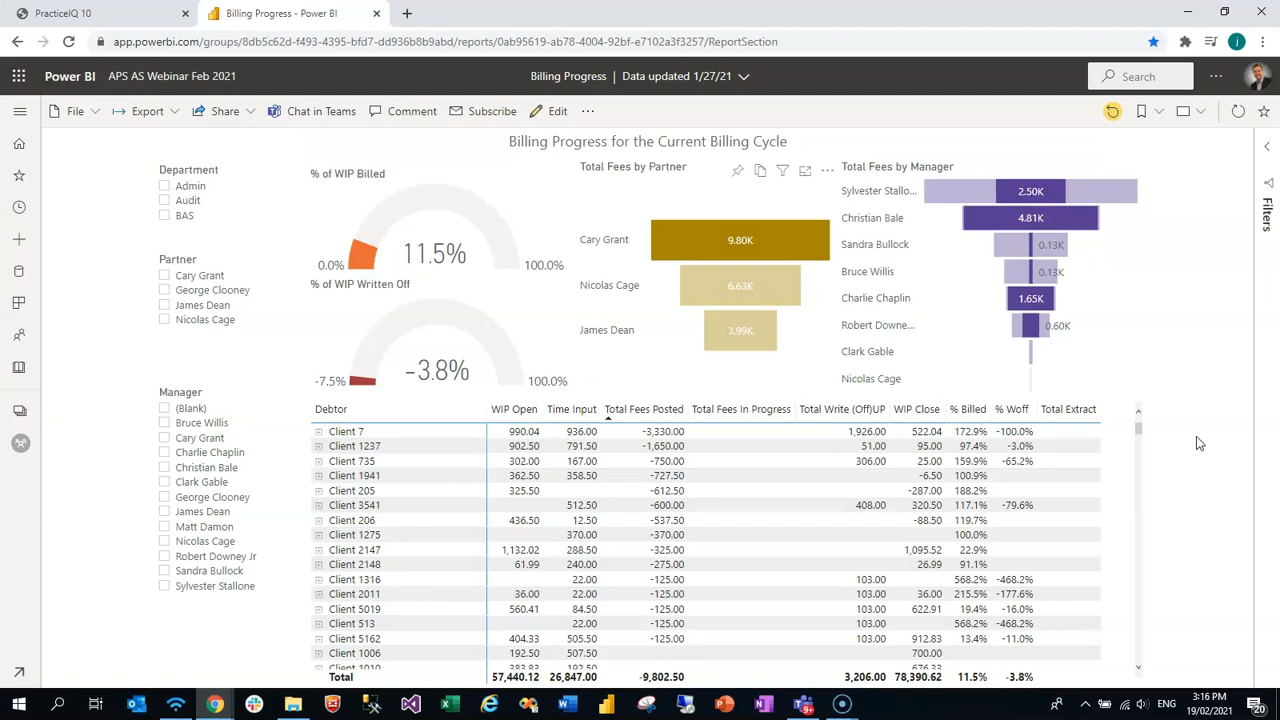 PracticeIQ 10
Billing Progress - Power BI
app.powerbi.com/groups/8db5c62d-f493-4395-bfd7-dd936b8b9abd/reports/0ab95619-ab78-4004-92bf-e7102a3f3257/ReportSection
Power BI APS AS Webinar Feb 2021 Billing Progress | Data updated 1/27/21 Search
File Export Share Chat in Teams Comment Subscribe Edit
Billing Progress for the Current Billing Cycle
Department
Admin
Audit
BAS
Partner
Cary Grant
George Clooney
James Dean
Nicolas Cage
Manager
(Blank)
Bruce Willis
Cary Grant
Charlie Chaplin
Christian Bale
Clark Gable
George Clooney
James Dean
Matt Damon
Nicolas Cage
Robert Downey Jr
Sandra Bullock
Sylvester Stallone
% of WIP Billed
11.5%
0.0% 100.0%
% of WIP Written Off
-3.8%
-7.5% 100.0%
Total Fees by Partner
Cary Grant 9.80K
Nicolas Cage 6.63K
James Dean 3.99K
Total Fees by Manager
Sylvester Stallo... 2.50K
Christian Bale 4.81K
Sandra Bullock 0.13K
Bruce Willis 0.13K
Charlie Chaplin 1.65K
Robert Downe... 0.60K
Clark Gable
Nicolas Cage
Filters
Debtor WIP Open Time Input Total Fees Posted Total Fees In Progress Total Write (Off)UP WIP Close % Billed % Woff Total Extract
Client 7 990.04 936.00 -3,330.00 1,926.00 522.04 172.9% -100.0%
Client 1237 902.50 791.50 -1,650.00 51.00 95.00 97.4% -3.0%
Client 735 302.00 167.00 -750.00 306.00 25.00 159.9% -65.2%
Client 1941 362.50 358.50 -727.50 -6.50 100.9%
Client 205 325.50 -612.50 -287.00 188.2%
Client 3541 512.50 -600.00 408.00 320.50 117.1% -79.6%
Client 206 436.50 12.50 -537.50 -88.50 119.7%
Client 1275 370.00 -370.00 100.0%
Client 2147 1,132.02 288.50 -325.00 1,095.52 22.9%
Client 2148 61.99 240.00 -275.00 26.99 91.1%
Client 1316 22.00 -125.00 103.00 568.2% -468.2%
Client 2011 36.00 22.00 -125.00 103.00 36.00 215.5% -177.6%
Client 5019 560.41 84.50 -125.00 103.00 622.91 19.4% -16.0%
Client 513 22.00 -125.00 103.00 568.2% -468.2%
Client 5162 404.33 505.50 -125.00 103.00 912.83 13.4% -11.0%
Client 1006 192.50 507.50 700.00
Client 1010 383.83 192.50 676.33
Total 57,440.12 26,847.00 -9,802.50 3,206.00 78,390.62 11.5% -3.8%
ENG
3:16 PM
19/02/2021
20